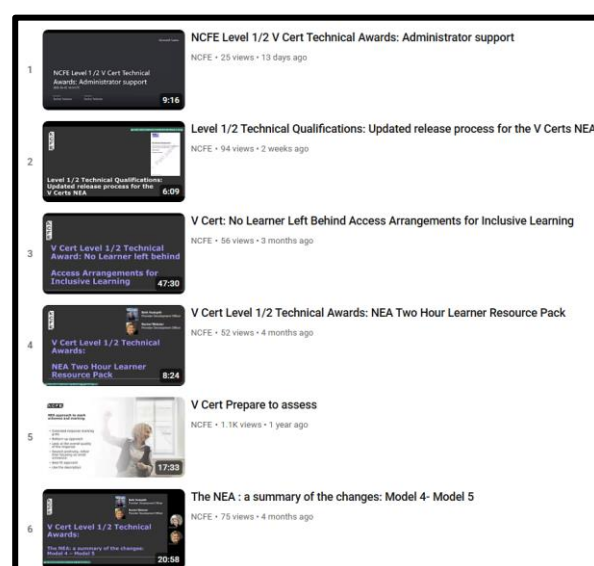 NCFE Level 1/2 V Cert Technical Awards: Administrator support
NCFE • 25 views • 13 days ago
1
NCFE Level 1/2 V Cert Technical
Awards: Administrator support
9:16
Level 1/2 Technical Qualifications: Updated release process for the V Certs NEA
NCFE • 94 views • 2 weeks ago
2
Level 1/2 Technical Qualifications:
Updated release process for the
V Certs NEA
6:09
V Cert: No Learner Left Behind Access Arrangements for Inclusive Learning
NCFE • 56 views • 3 months ago
3
V Cert Level 1/2 Technical
Award: No Learner left behind
Access Arrangements for
Inclusive Learning
47:30
V Cert Level 1/2 Technical Awards: NEA Two Hour Learner Resource Pack
NCFE • 52 views • 4 months ago
4
V Cert Level 1/2 Technical
Awards:
NEA Two Hour Learner
Resource Pack
8:24
V Cert Prepare to assess
NCFE • 1.1K views • 1 year ago
5
NCFE
17:33
The NEA : a summary of the changes: Model 4- Model 5
NCFE • 75 views • 4 months ago
6
V Cert Level 1/2 Technical
Awards:
The NEA: a summary of the changes:
Model 4 – Model 5
20:58